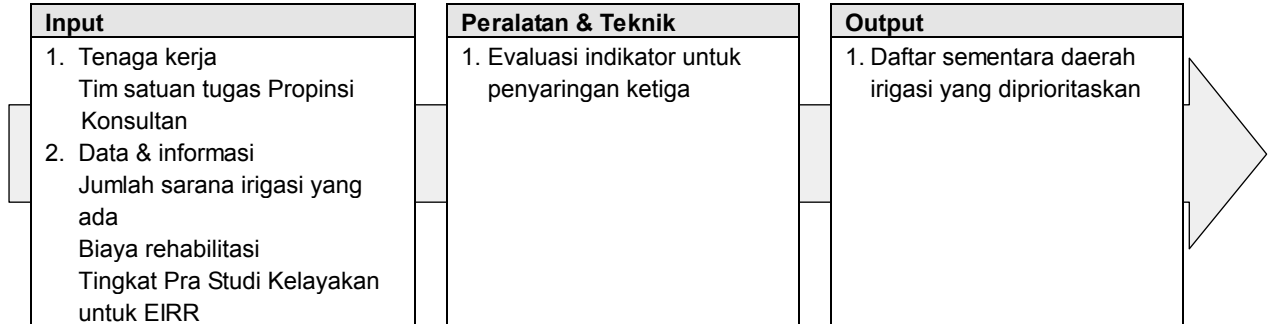 Input
1. Tenaga kerja
Tim satuan tugas Propinsi
Konsultan
2. Data & informasi
Jumlah sarana irigasi yang
ada
Biaya rehabilitasi
Tingkat Pra Studi Kelayakan
untuk EIRR
Peralatan & Teknik
1. Evaluasi indikator untuk
penyaringan ketiga
Output
1. Daftar sementara daerah
irigasi yang diprioritaskan